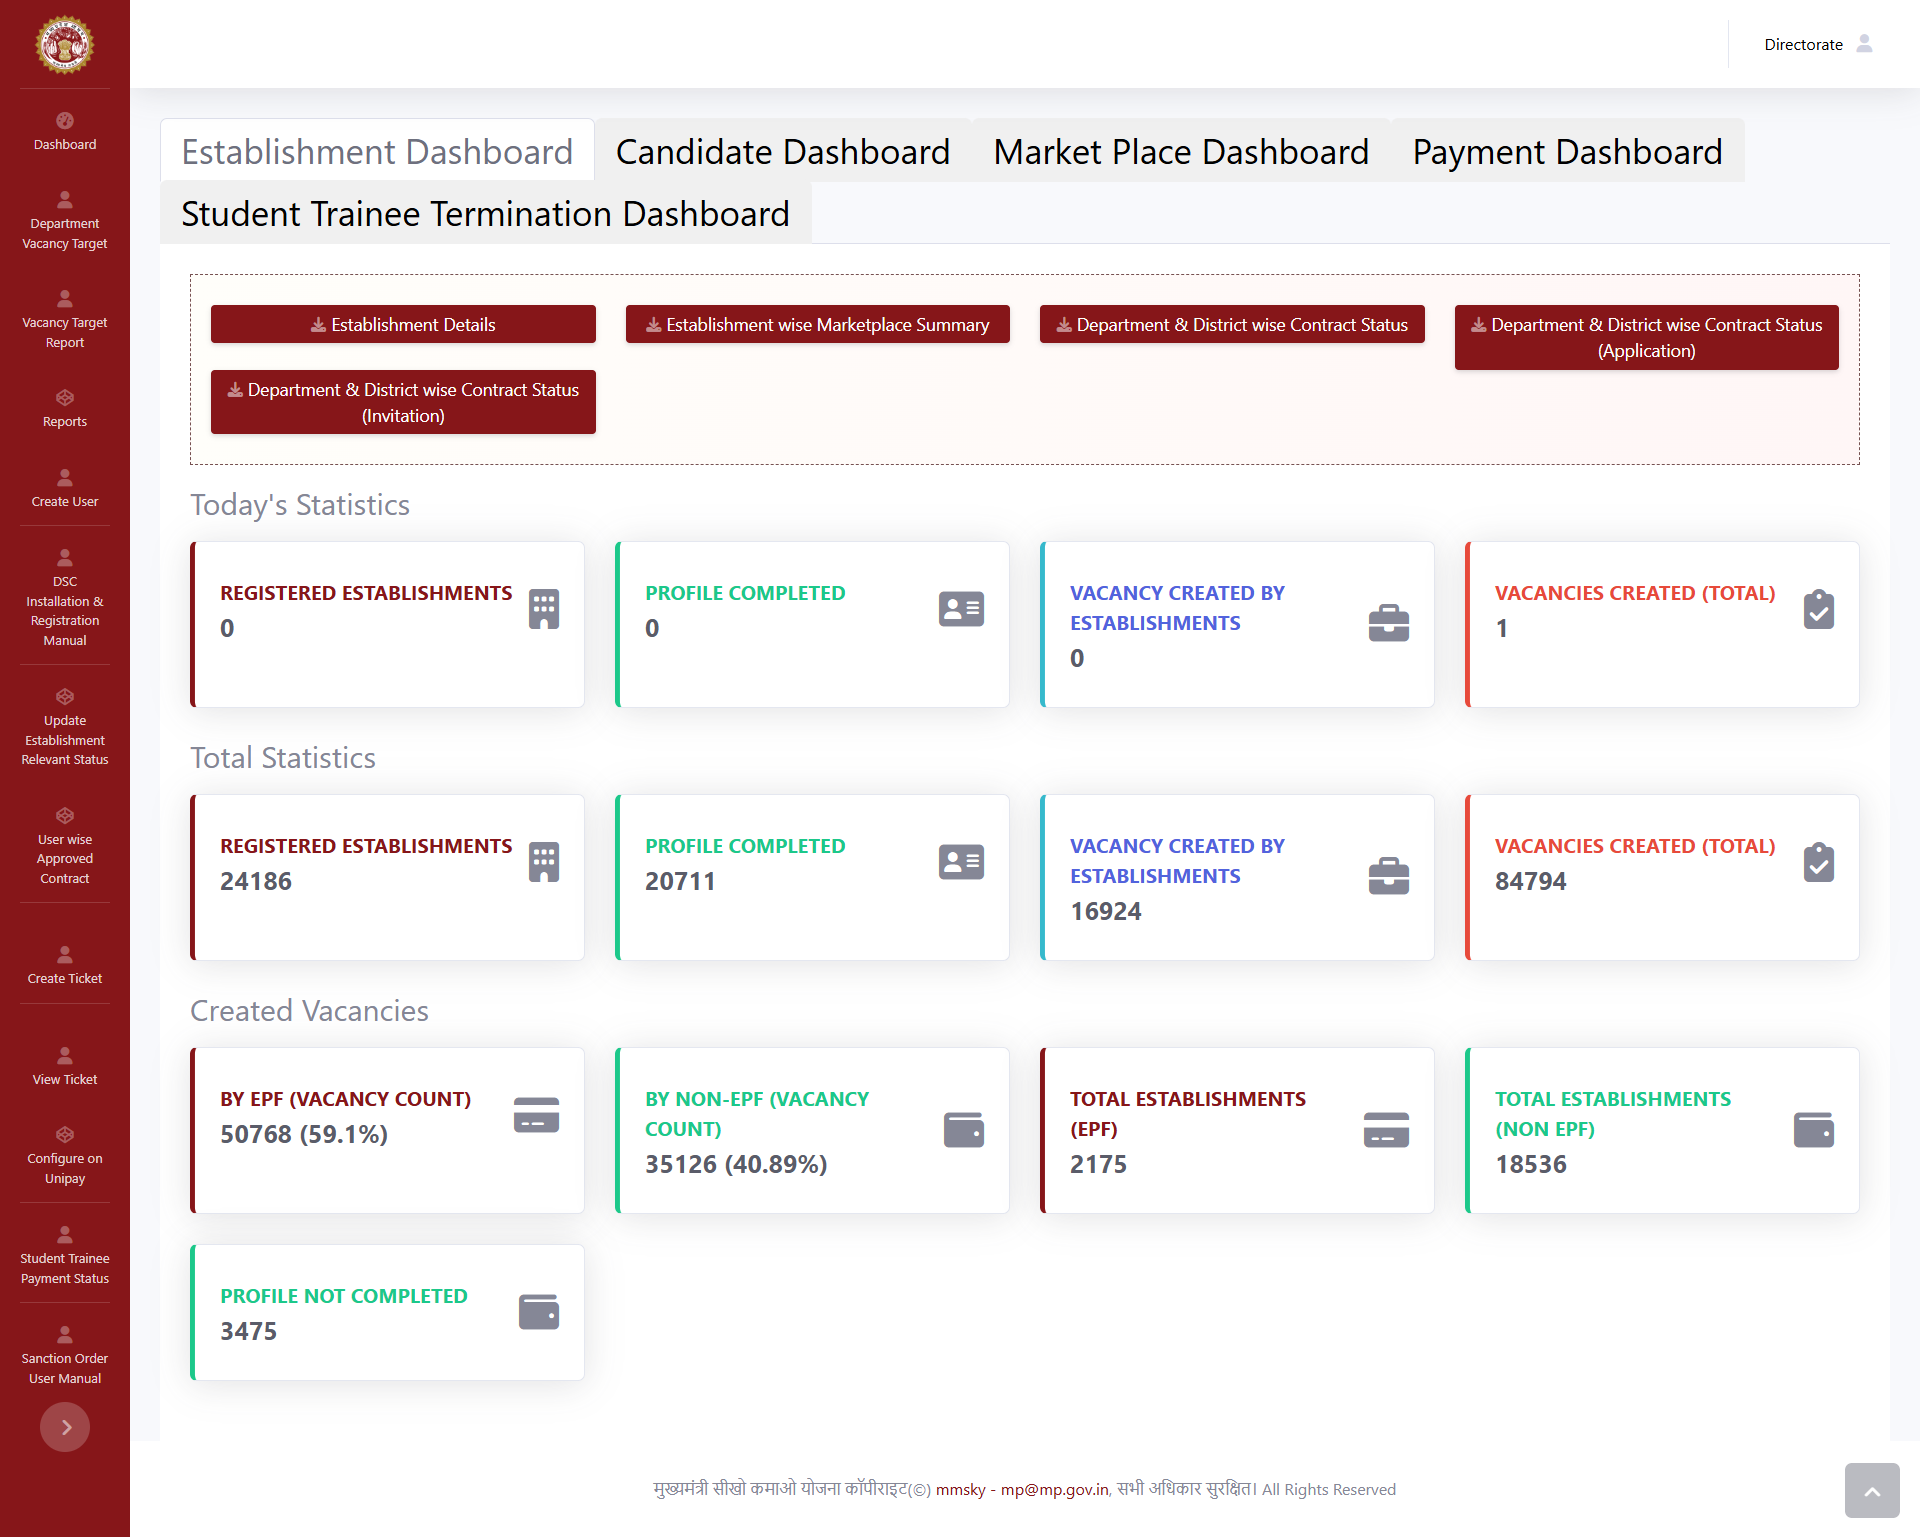 Directorate
Dashboard
Department
Vacancy Target
Vacancy Target
Report
Reports
Create User
DSC
Installation &
Registration
Manual
Update
Establishment
Relevant Status
User wise
Approved
Contract
Create Ticket
View Ticket
Configure on
Unipay
Student Trainee
Payment Status
Sanction Order
User Manual
Establishment Dashboard
Candidate Dashboard
Market Place Dashboard
Payment Dashboard
Student Trainee Termination Dashboard
Establishment Details
Establishment wise Marketplace Summary
Department & District wise Contract Status
Department & District wise Contract Status
(Application)
Department & District wise Contract Status
(Invitation)
Today's Statistics
REGISTERED ESTABLISHMENTS
0
PROFILE COMPLETED
0
VACANCY CREATED BY
ESTABLISHMENTS
0
VACANCIES CREATED (TOTAL)
1
Total Statistics
REGISTERED ESTABLISHMENTS
24186
PROFILE COMPLETED
20711
VACANCY CREATED BY
ESTABLISHMENTS
16924
VACANCIES CREATED (TOTAL)
84794
Created Vacancies
BY EPF (VACANCY COUNT)
50768 (59.1%)
BY NON-EPF (VACANCY
COUNT)
35126 (40.89%)
TOTAL ESTABLISHMENTS
(EPF)
2175
TOTAL ESTABLISHMENTS
(NON EPF)
18536
PROFILE NOT COMPLETED
3475
मुख्यमंत्री सीखो कमाओ योजना कॉपीराइट(©) mmsky - mp@mp.gov.in, सभी अधिकार सुरक्षित। All Rights Reserved